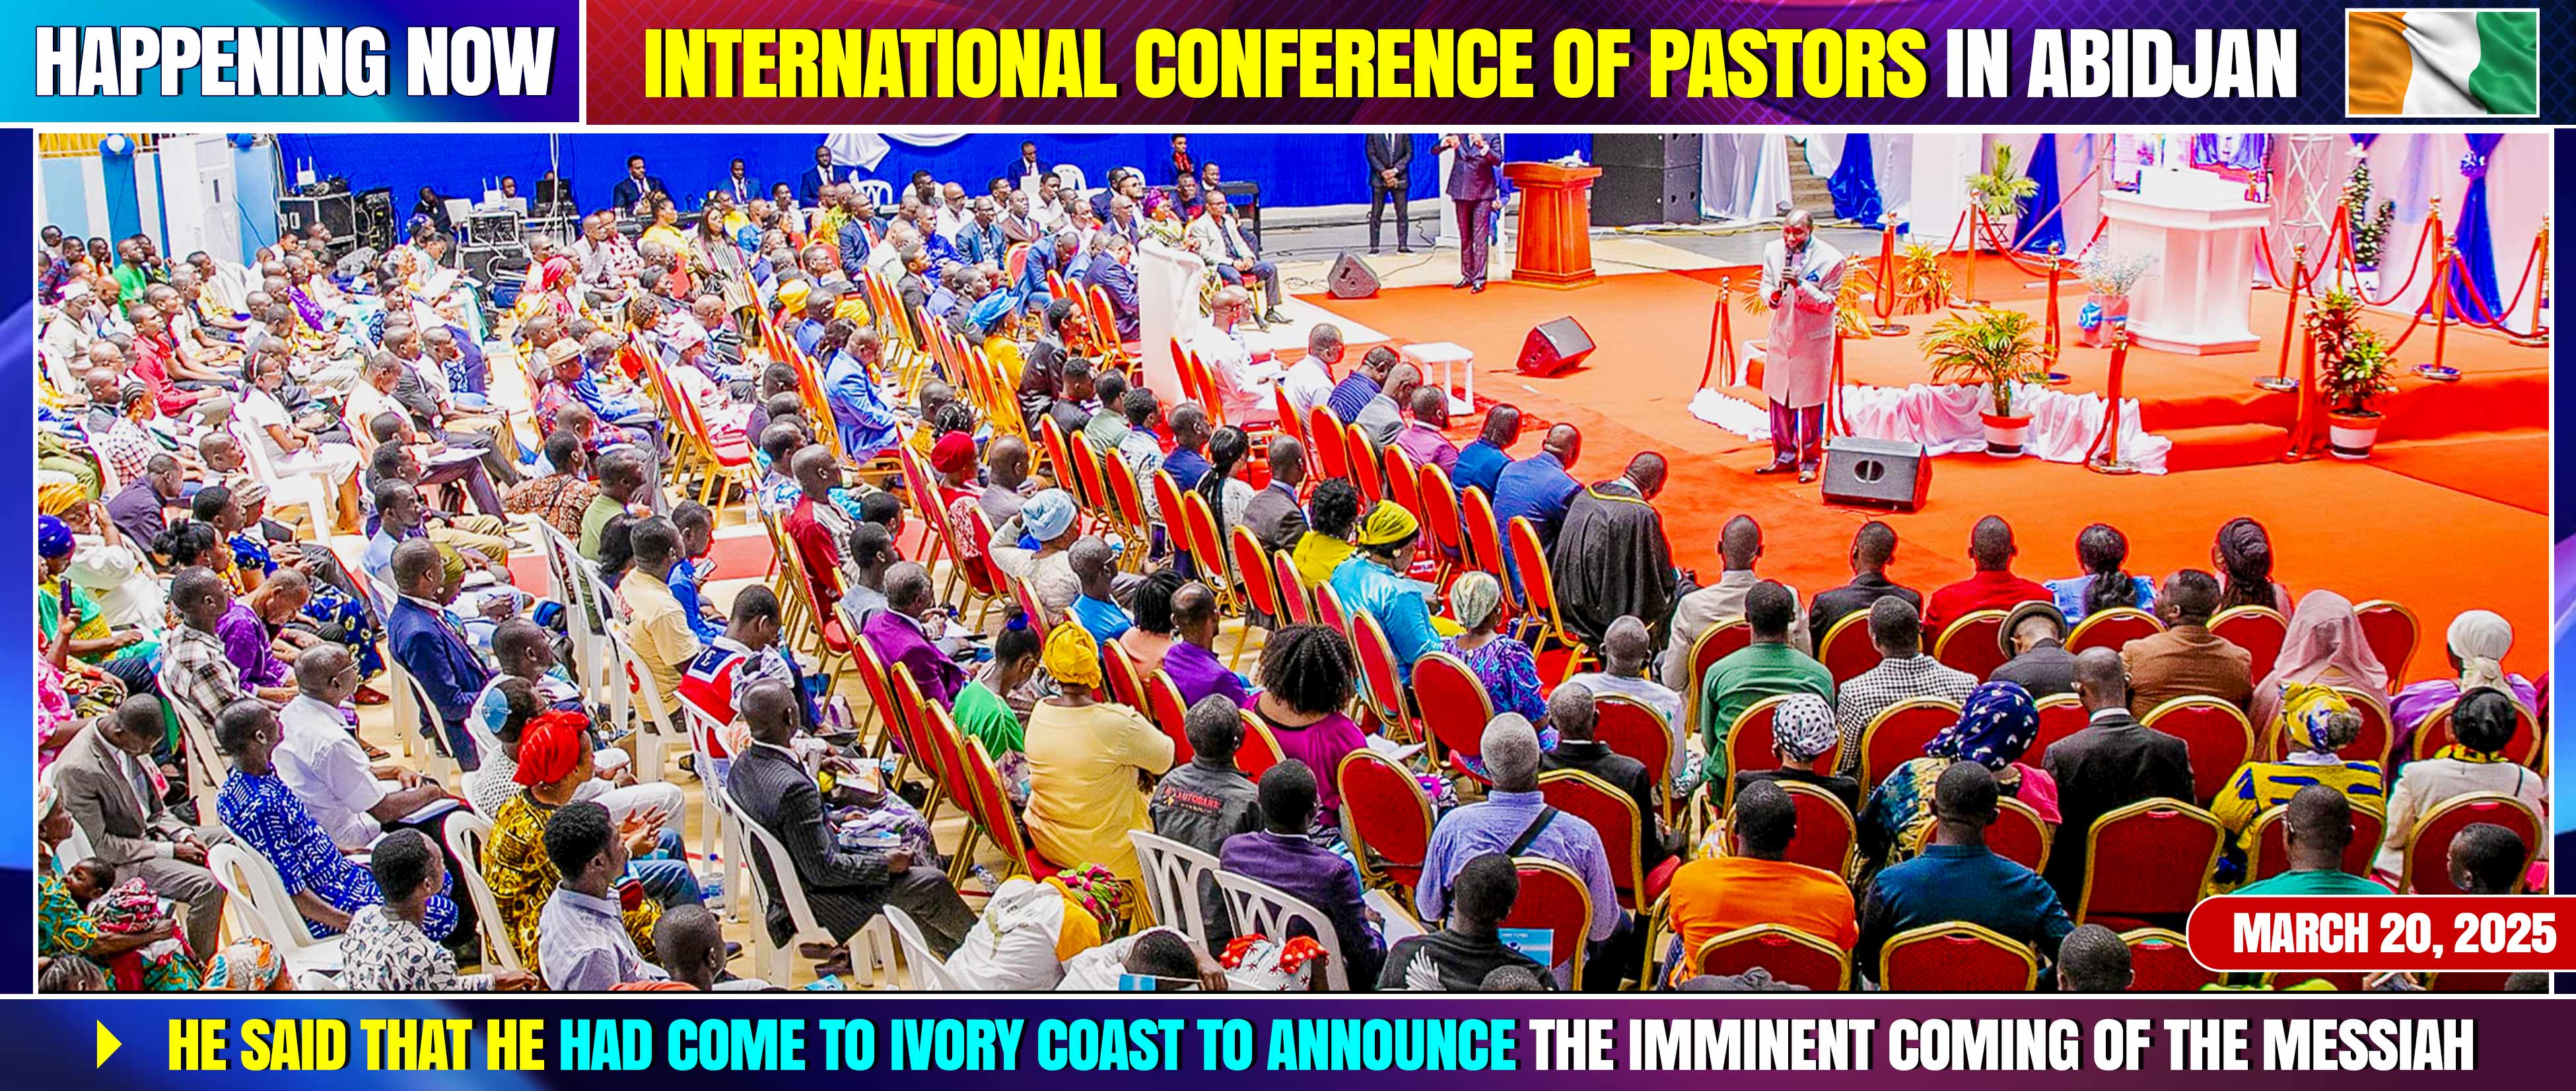 HAPPENING NOW
INTERNATIONAL CONFERENCE OF PASTORS IN ABIDJAN
AUTOBAHN
MARCH 20, 2025
HE SAID THAT HE HAD COME TO IVORY COAST TO ANNOUNCE THE IMMINENT COMING OF THE MESSIAH